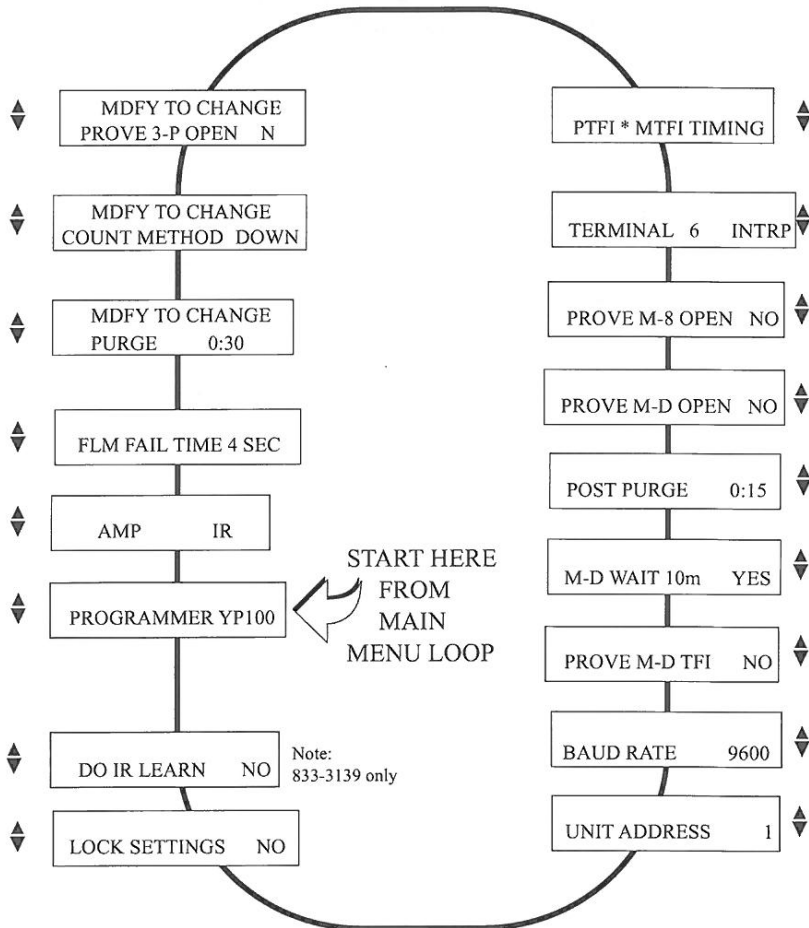 MDFY TO CHANGE
PROVE 3-P OPEN N
MDFY TO CHANGE
COUNT METHOD DOWN
MDFY TO CHANGE
PURGE 0:30
FLM FAIL TIME 4 SEC
AMP IR
PROGRAMMER YP100
START HERE
FROM
MAIN
MENU LOOP
DO IR LEARN NO
Note:
833-3139 only
LOCK SETTINGS NO
PTFI * MTFI TIMING
TERMINAL 6 INTRP
PROVE M-8 OPEN NO
PROVE M-D OPEN NO
POST PURGE 0:15
M-D WAIT 10m YES
PROVE M-D TFI NO
BAUD RATE 9600
UNIT ADDRESS 1